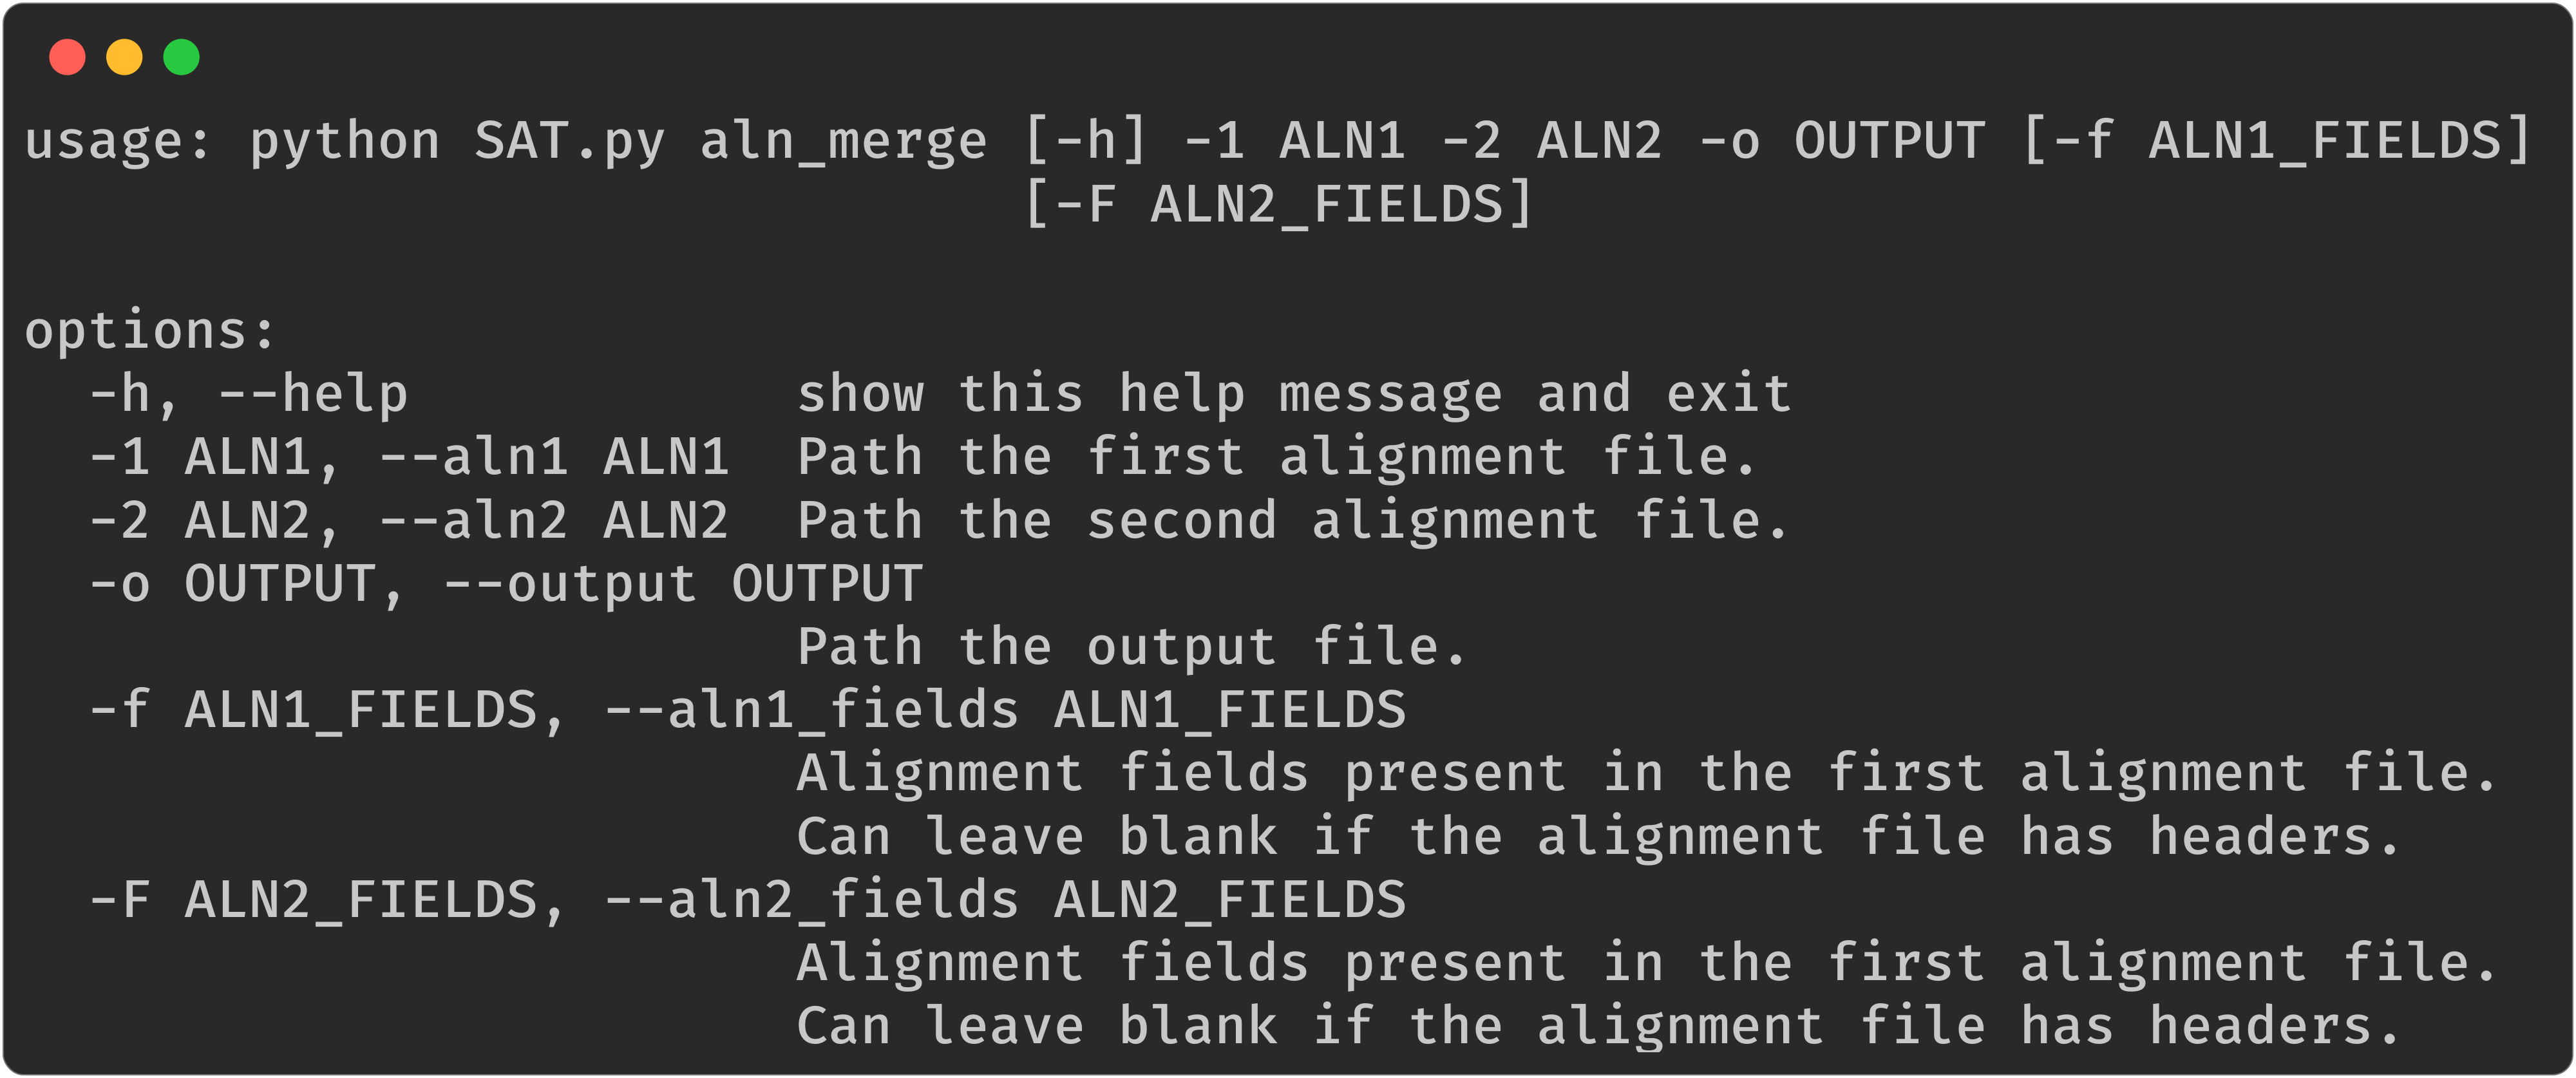 usage: python SAT.py aln_merge [-h] -1 ALN1 -2 ALN2 -o OUTPUT [-f ALN1_FIELDS]
                               [-F ALN2_FIELDS]

options:
  -h, --help            show this help message and exit
  -1 ALN1, --aln1 ALN1  Path the first alignment file.
  -2 ALN2, --aln2 ALN2  Path the second alignment file.
  -o OUTPUT, --output OUTPUT
                        Path the output file.
  -f ALN1_FIELDS, --aln1_fields ALN1_FIELDS
                        Alignment fields present in the first alignment file.
                        Can leave blank if the alignment file has headers.
  -F ALN2_FIELDS, --aln2_fields ALN2_FIELDS
                        Alignment fields present in the first alignment file.
                        Can leave blank if the alignment file has headers.